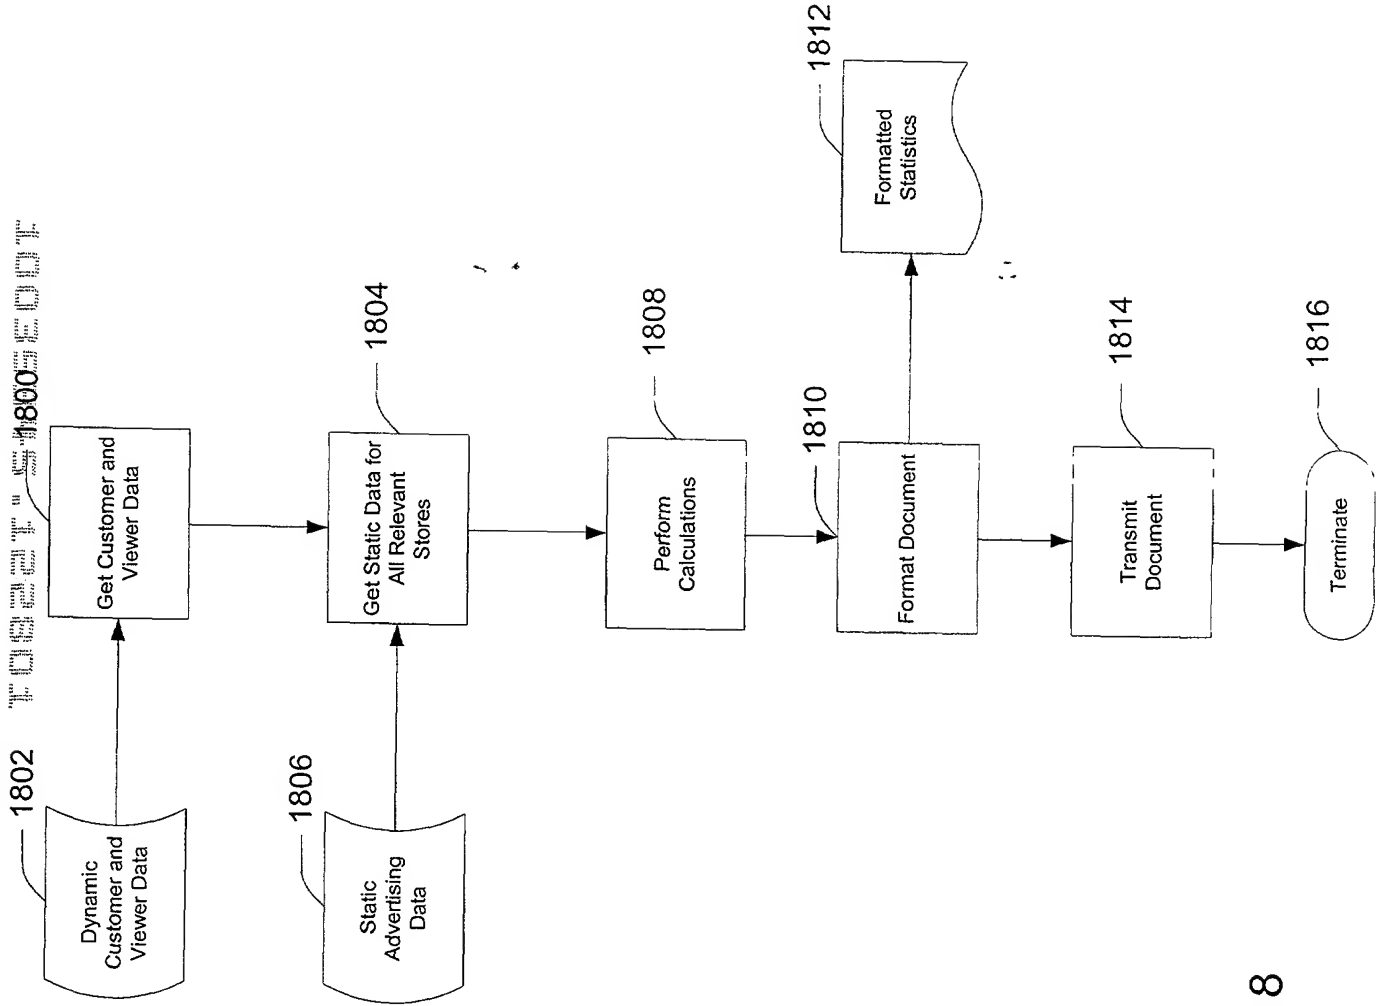 1802
Dynamic
Customer and
Viewer Data
1800
Get Customer and
Viewer Data
1806
Static
Advertising
Data
1804
Get Static Data for
All Relevant
Stores
1808
Perform
Calculations
1810
Format Document
1812
Formatted
Statistics
1814
Transmit
Document
1816
Terminate
8